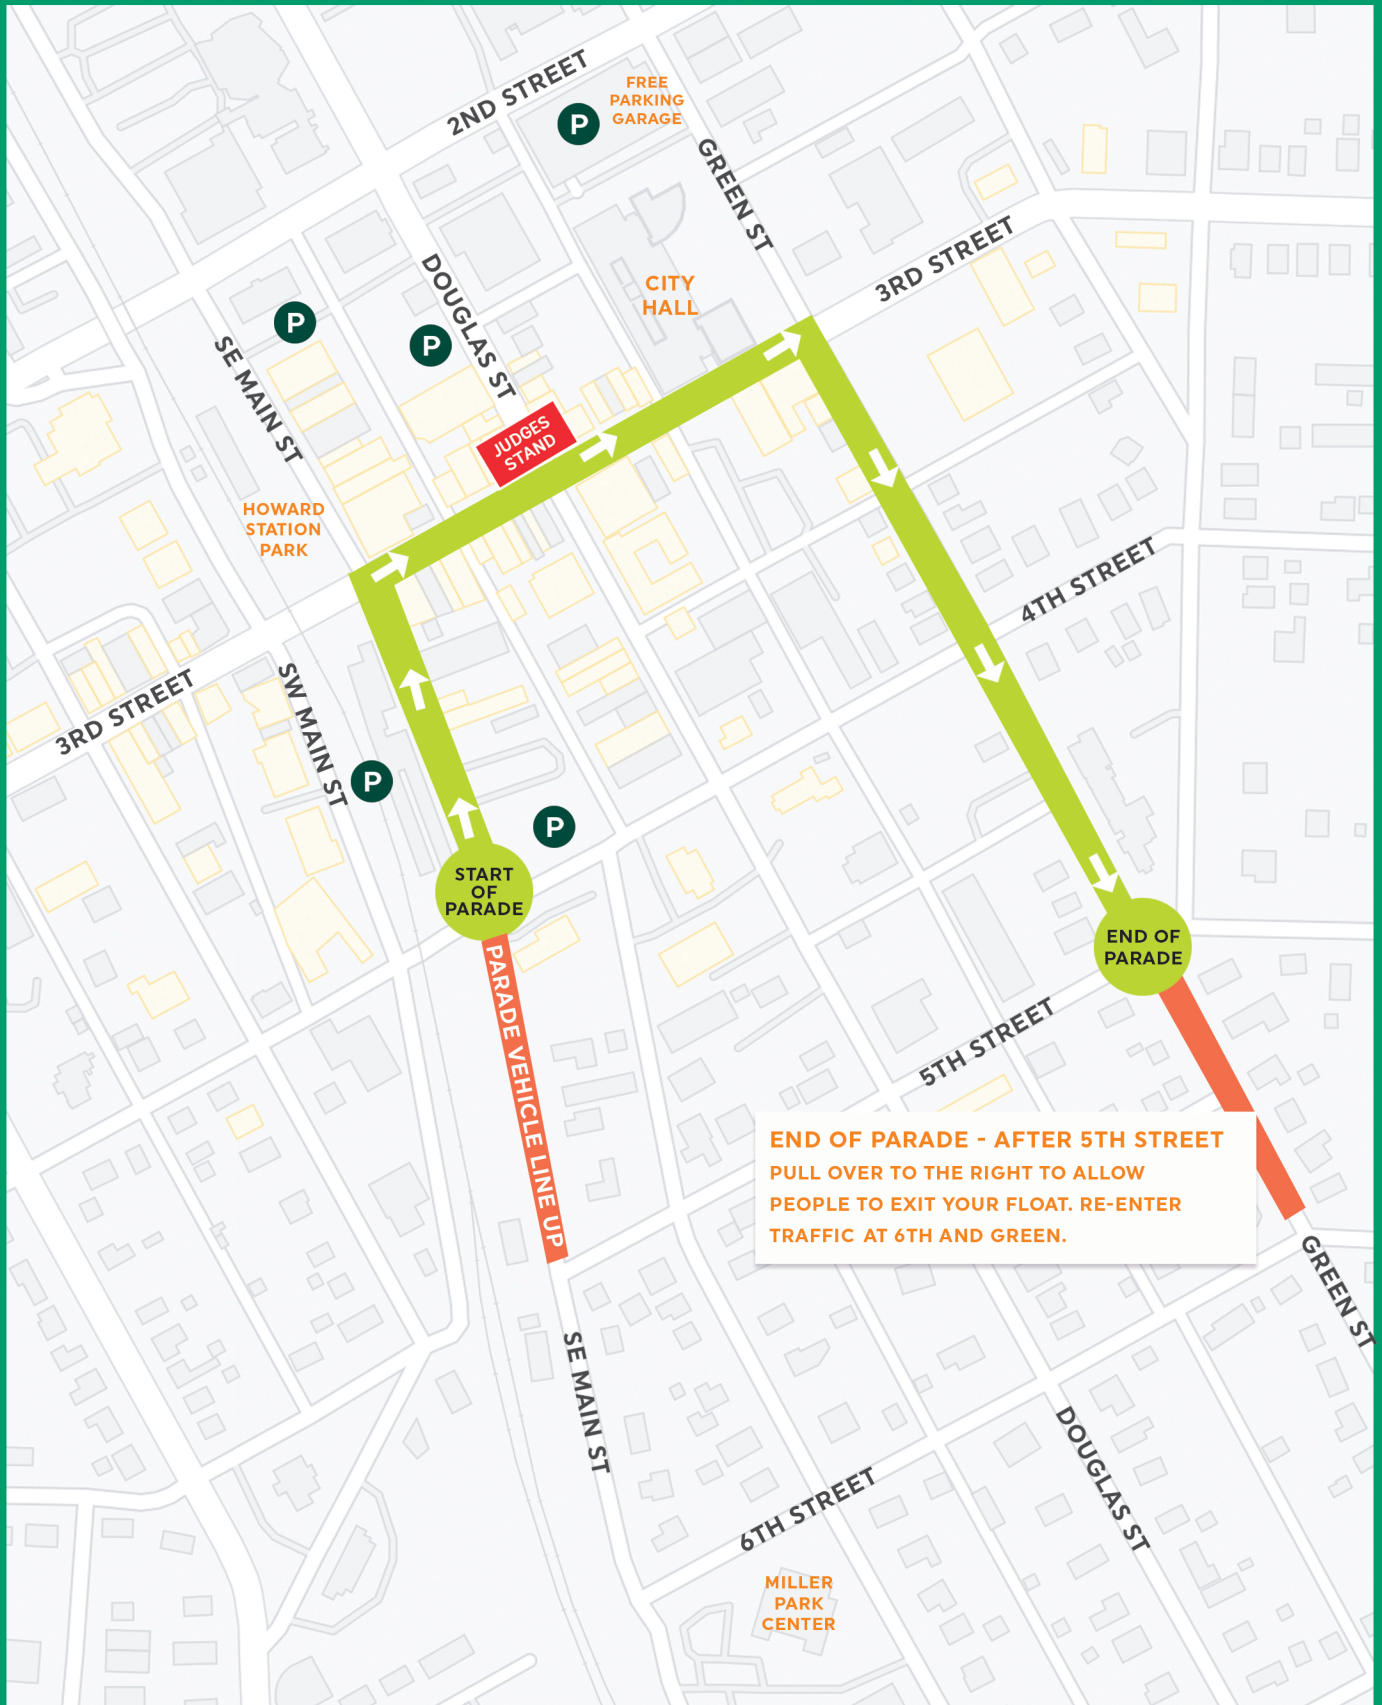 2ND STREET
FREE
PARKING
GARAGE
P
GREEN ST
3RD STREET
CITY
HALL
DOUGLAS ST
P
P
SE MAIN ST
JUDGES
STAND
HOWARD
STATION
PARK
4TH STREET
3RD STREET
SW MAIN ST
P
P
START
OF
PARADE
END OF
PARADE
PARADE VEHICLE LINE UP
5TH STREET
END OF PARADE - AFTER 5TH STREET
PULL OVER TO THE RIGHT TO ALLOW
PEOPLE TO EXIT YOUR FLOAT. RE-ENTER
TRAFFIC AT 6TH AND GREEN.
GREEN ST
SE MAIN ST
DOUGLAS ST
6TH STREET
MILLER
PARK
CENTER